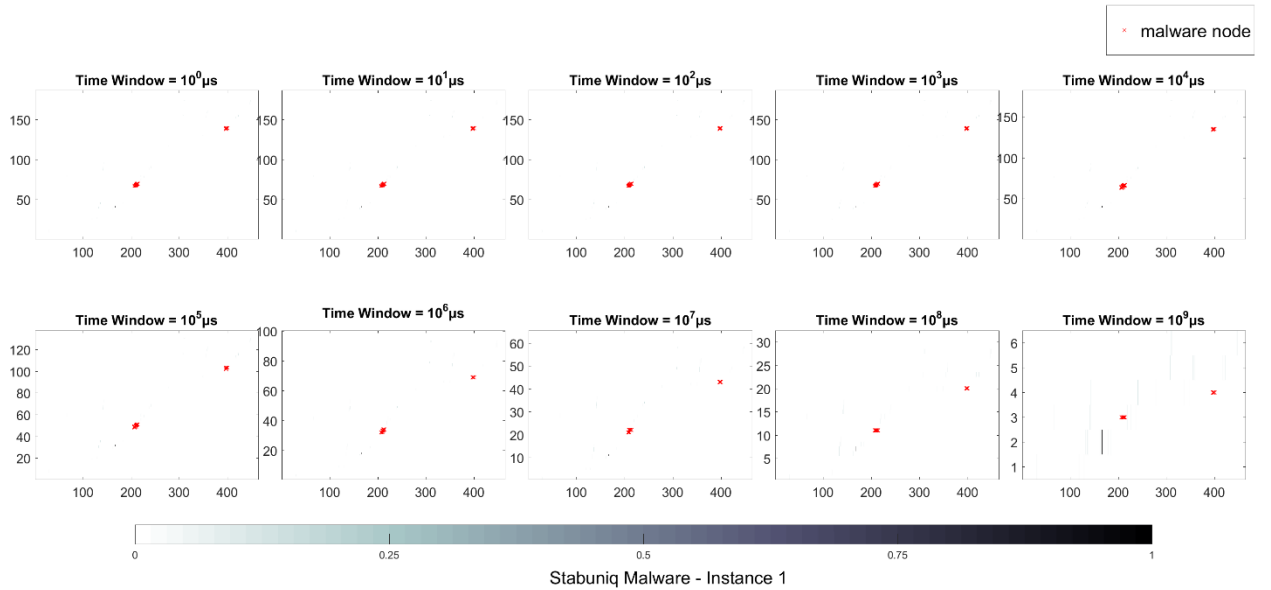 malware node
Time Window = 10⁰µs
Time Window = 10¹µs
Time Window = 10²µs
Time Window = 10³µs
Time Window = 10⁴µs
150
100
50
100 200 300 400
150
100
50
100 200 300 400
150
100
50
100 200 300 400
150
100
50
100 200 300 400
150
100
50
100 200 300 400
Time Window = 10⁵µs
Time Window = 10⁶µs
Time Window = 10⁷µs
Time Window = 10⁸µs
Time Window = 10⁹µs
120
100
80
60
40
20
100 200 300 400
100
80
60
40
20
100 200 300 400
60
50
40
30
20
10
100 200 300 400
30
25
20
15
10
5
100 200 300 400
6
5
4
3
2
1
100 200 300 400
0 0.25 0.5 0.75 1
Stabuniq Malware - Instance 1